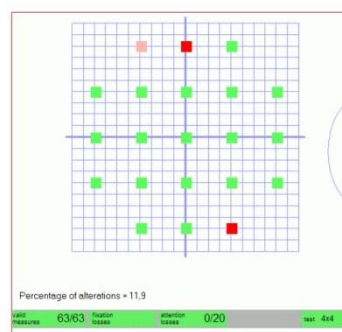 Percentage of alterations = 11,9
valid measures 63/63 fixation losses attention losses 0/20 test 4x4